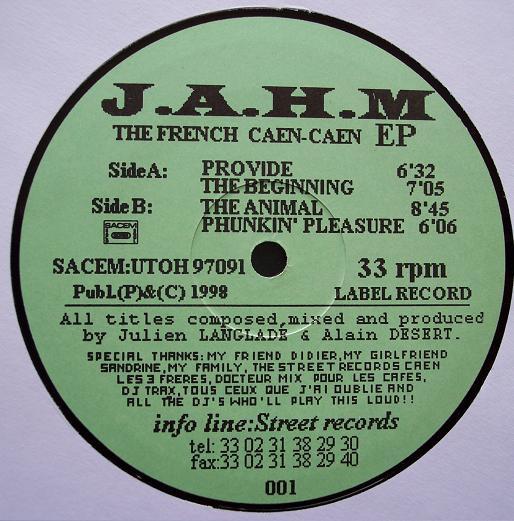 J.A.H.M
THE FRENCH CAEN-CAEN EP
Side A: PROVIDE 6'32
THE BEGINNING 7'05
Side B: THE ANIMAL 8'45
PHUNKIN' PLEASURE 6'06
SACEM
SACEM:UTOH 97091 33 rpm
Publ.(P)&(C) 1998 LABEL RECORD
All titles composed,mixed and produced
by Julien LANGLADE & Alain DESERT.
SPECIAL THANKS: MY FRIEND DIDIER,MY GIRLFRIEND
SANDRINE,MY FAMILY, THE STREET RECORDS CAEN
LES 3 FRERES, DOCTEUR MIX POUR LES CAFES,
DJ TRAX,TOUS CEUX QUE J'AI OUBLIE AND
ALL THE DJ'S WHO'LL PLAY THIS LOUD!!
info line:Street records
tel: 33 02 31 38 29 30
fax:33 02 31 38 29 40
001